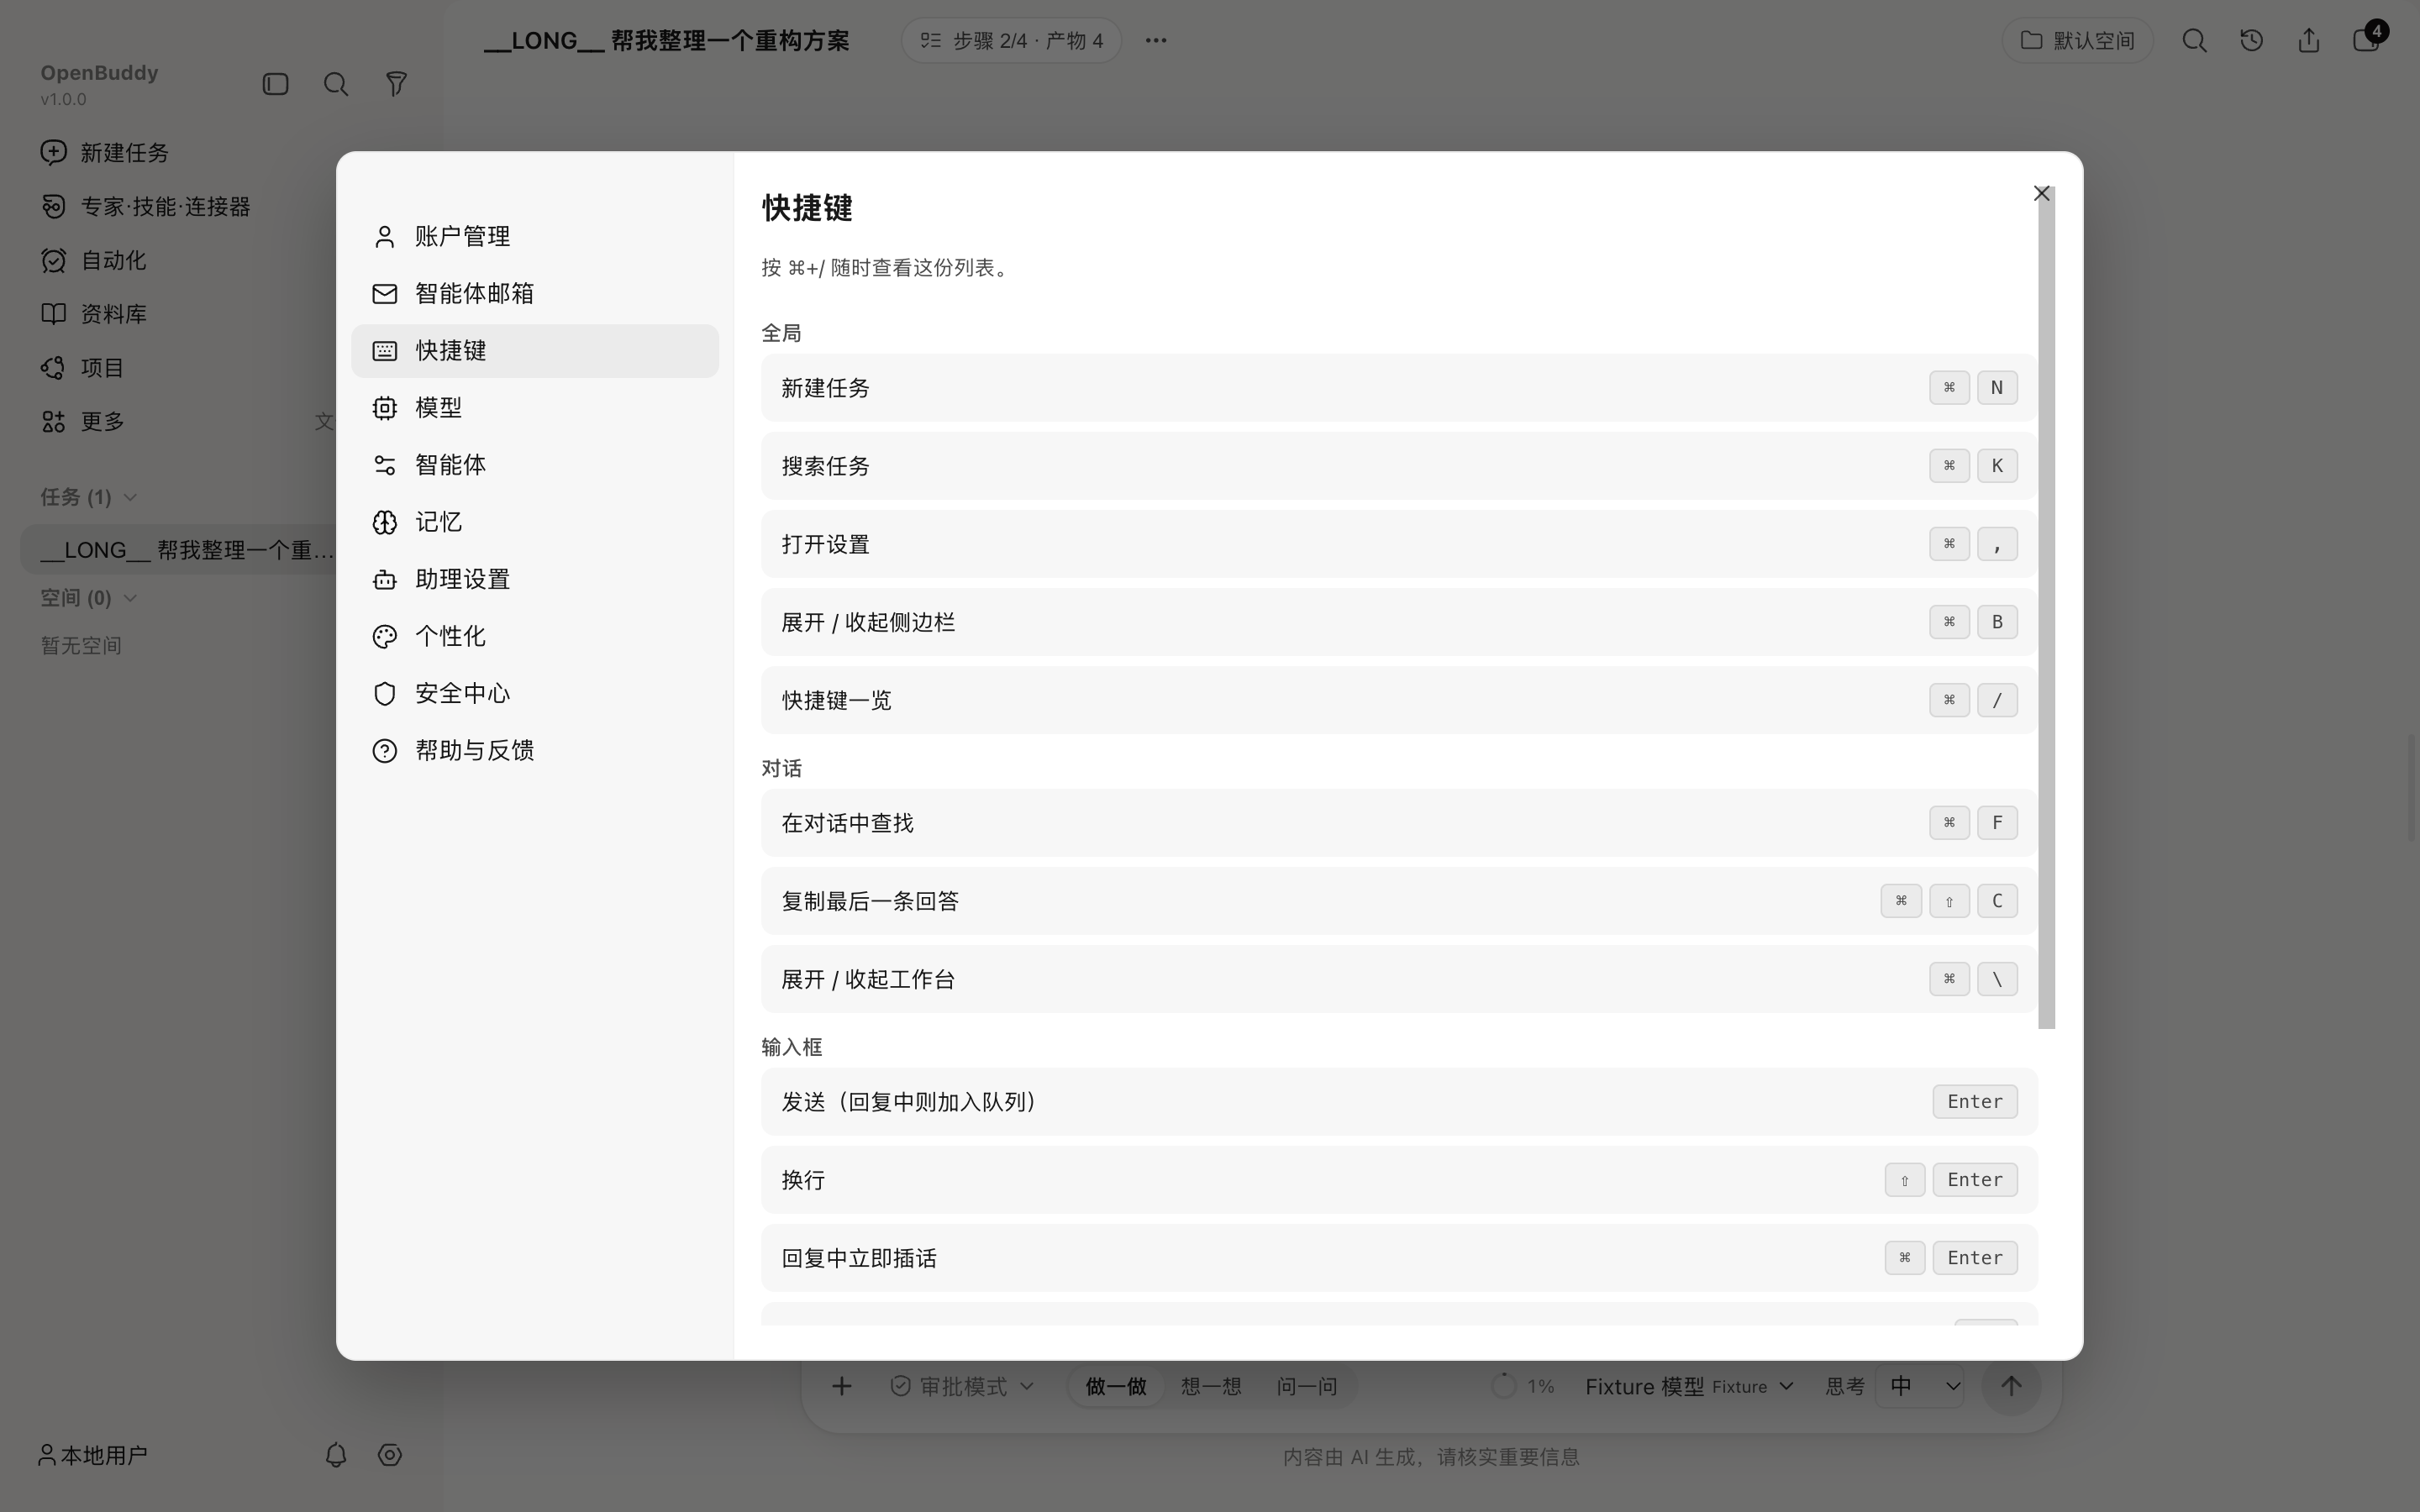 __LONG__ 帮我整理一个重构方案
步骤 2/4 · 产物 4
默认空间
4
OpenBuddy
v1.0.0
新建任务
专家·技能·连接器
自动化
资料库
项目
更多
文
任务 (1)
__LONG__ 帮我整理一个重...
空间 (0)
暂无空间
本地用户
账户管理
智能体邮箱
快捷键
模型
智能体
记忆
助理设置
个性化
安全中心
帮助与反馈
快捷键
按 ⌘+/ 随时查看这份列表。
全局
新建任务 ⌘ N
搜索任务 ⌘ K
打开设置 ⌘ ,
展开 / 收起侧边栏 ⌘ B
快捷键一览 ⌘ /
对话
在对话中查找 ⌘ F
复制最后一条回答 ⌘ ⇧ C
展开 / 收起工作台 ⌘ \
输入框
发送（回复中则加入队列） Enter
换行 ⇧ Enter
回复中立即插话 ⌘ Enter
审批模式 做一做 想一想 问一问 1% Fixture 模型 Fixture 思考 中
内容由 AI 生成，请核实重要信息